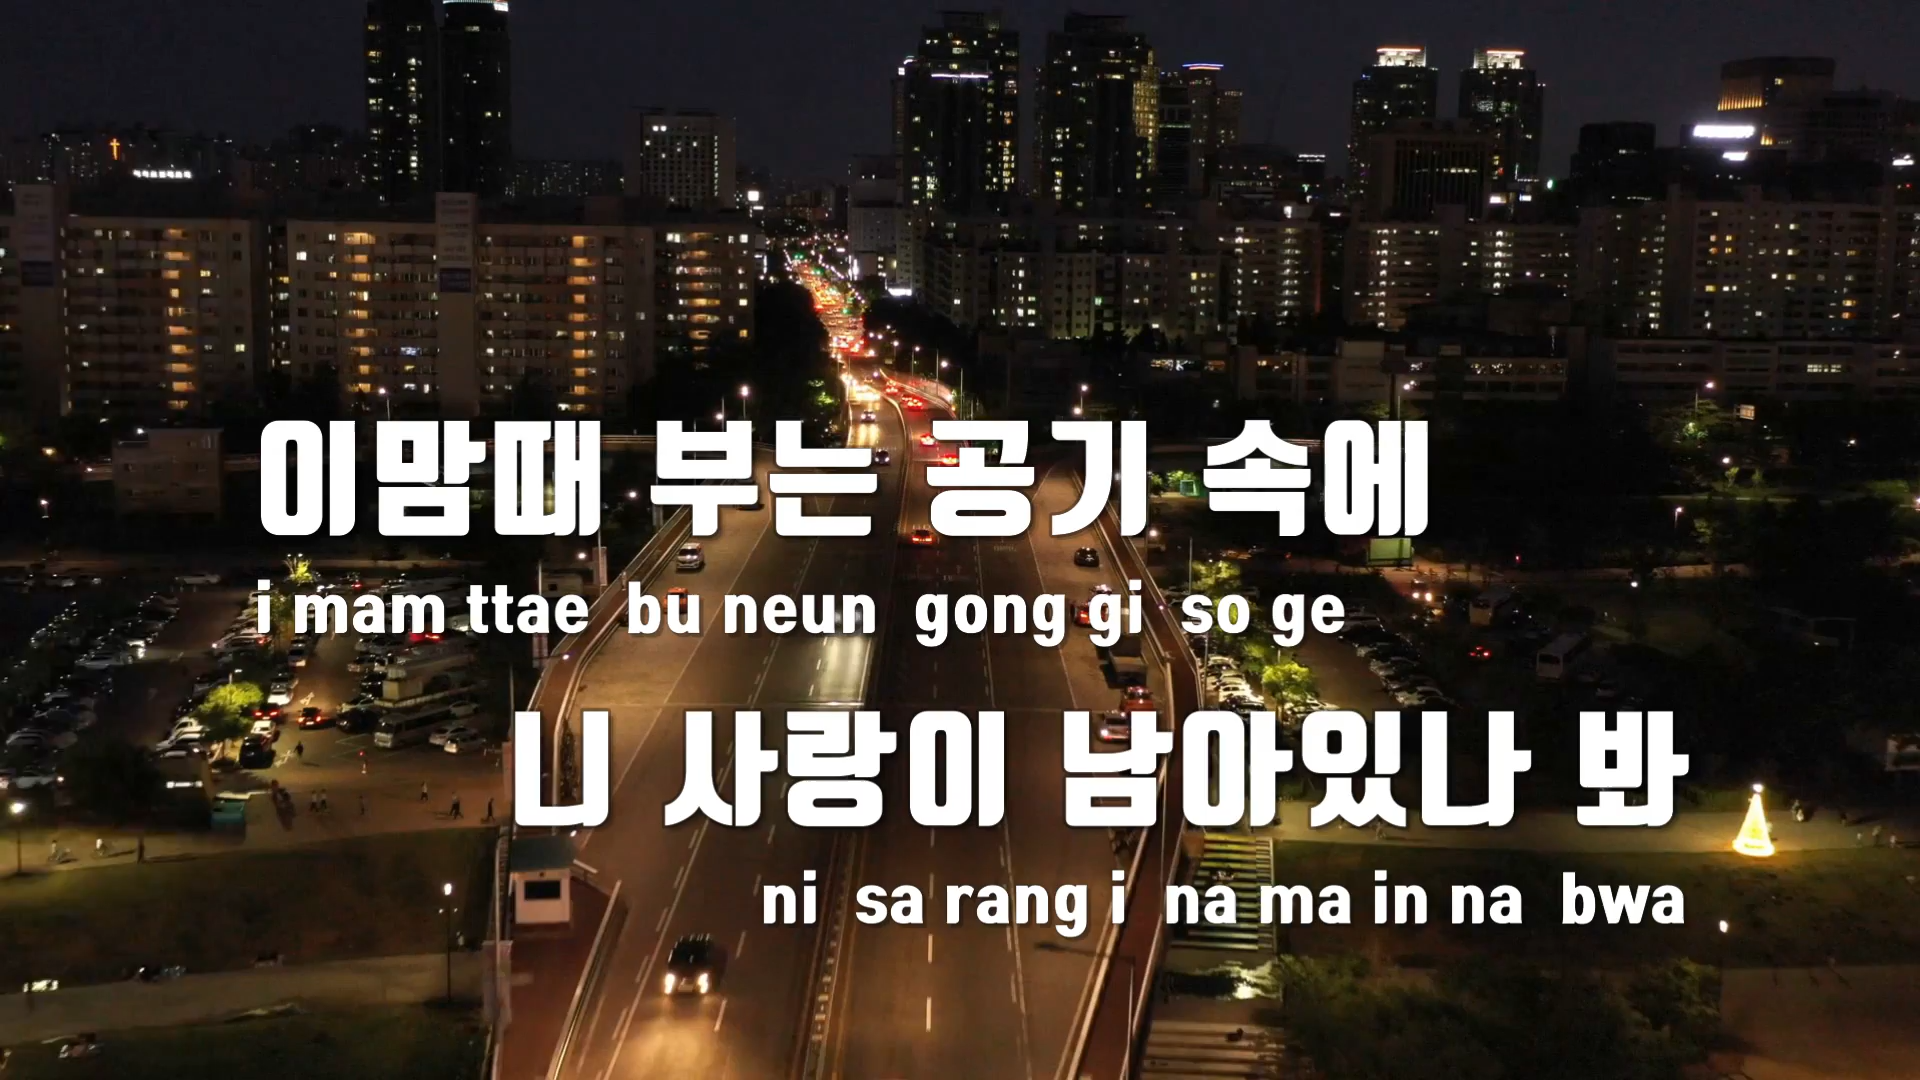 이맘때 부는 공기 속에
i mam ttae bu neun gong gi so ge
니 사랑이 남아있나 봐
ni sa rang i na ma in na bwa